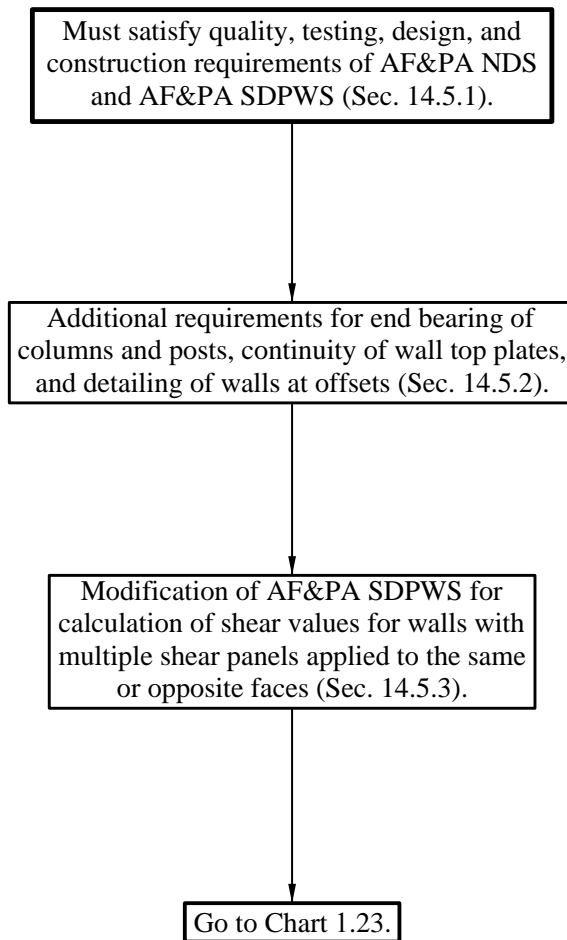 Must satisfy quality, testing, design, and
construction requirements of AF&PA NDS
and AF&PA SDPWS (Sec. 14.5.1).
Additional requirements for end bearing of
columns and posts, continuity of wall top plates,
and detailing of walls at offsets (Sec. 14.5.2).
Modification of AF&PA SDPWS for
calculation of shear values for walls with
multiple shear panels applied to the same
or opposite faces (Sec. 14.5.3).
Go to Chart 1.23.